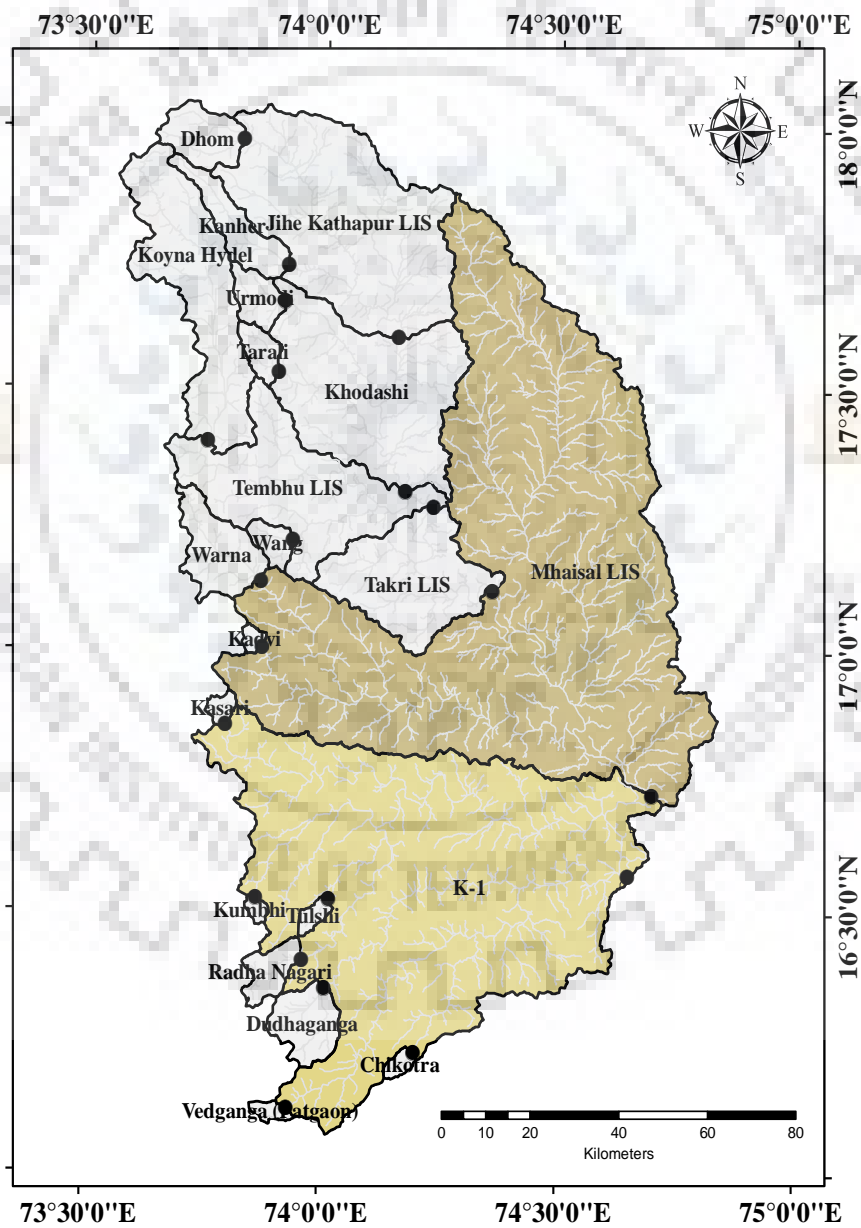 73°30'0"E 74°0'0"E 74°30'0"E 75°0'0"E
N
W E
S
18°0'0"N
17°30'0"N
17°0'0"N
16°30'0"N
Dhom
Kanher
Jihe Kathapur LIS
Koyna Hydel
Urmodi
Tarali
Khodashi
Tembhu LIS
Wang
Warna
Mhaisal LIS
Takri LIS
Kadvi
Kasari
K-1
Kumbhi
Tulshi
Radha Nagari
Dudhaganga
Chikotra
Vedganga (Patgaon)
0 10 20 40 60 80
Kilometers
73°30'0"E 74°0'0"E 74°30'0"E 75°0'0"E